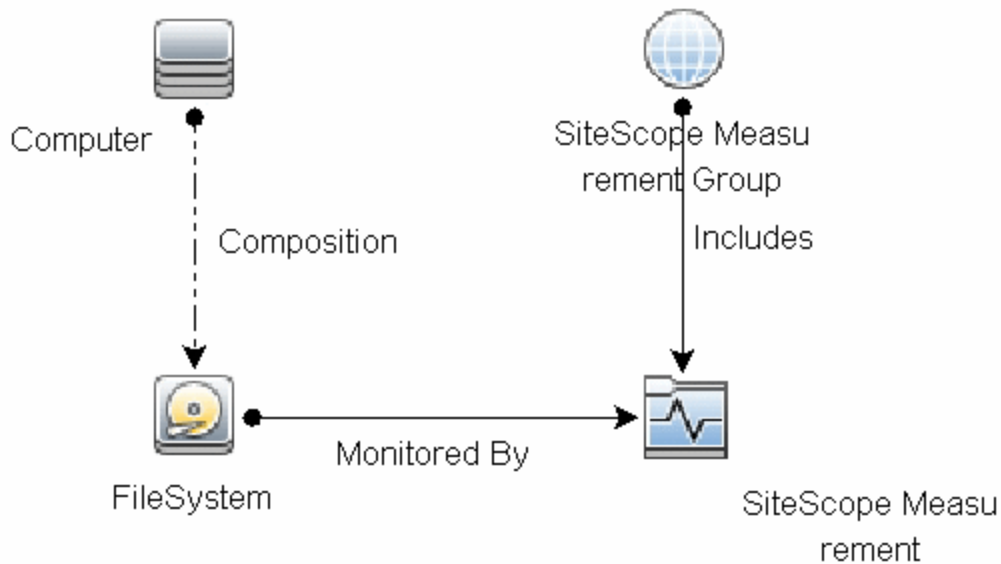 Computer
SiteScope Measu
rement Group
Composition
Includes
Monitored By
FileSystem
SiteScope Measu
rement